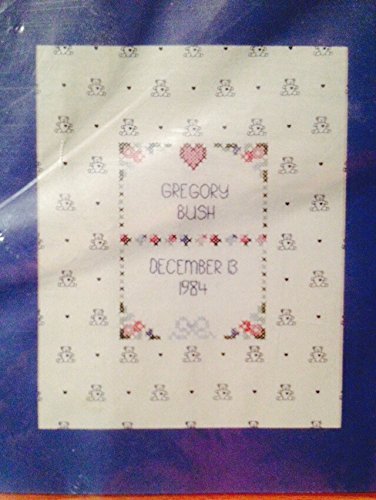 GREGORY
BUSH
DECEMBER 13
1984